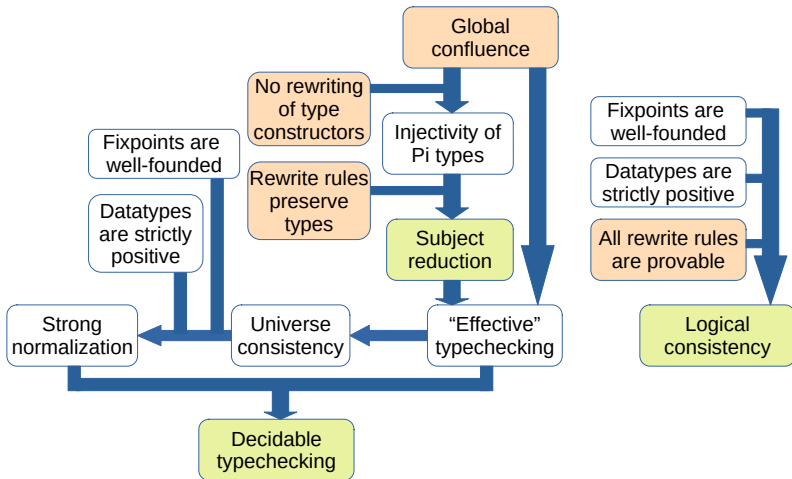 Global
confluence
No rewriting
of type
constructors
Injectivity of
Pi types
Fixpoints are
well-founded
Rewrite rules
preserve
types
Datatypes
are strictly
positive
Subject
reduction
Strong
normalization
Universe
consistency
“Effective”
typechecking
Decidable
typechecking
Fixpoints are
well-founded
Datatypes are
strictly positive
All rewrite rules
are provable
Logical
consistency